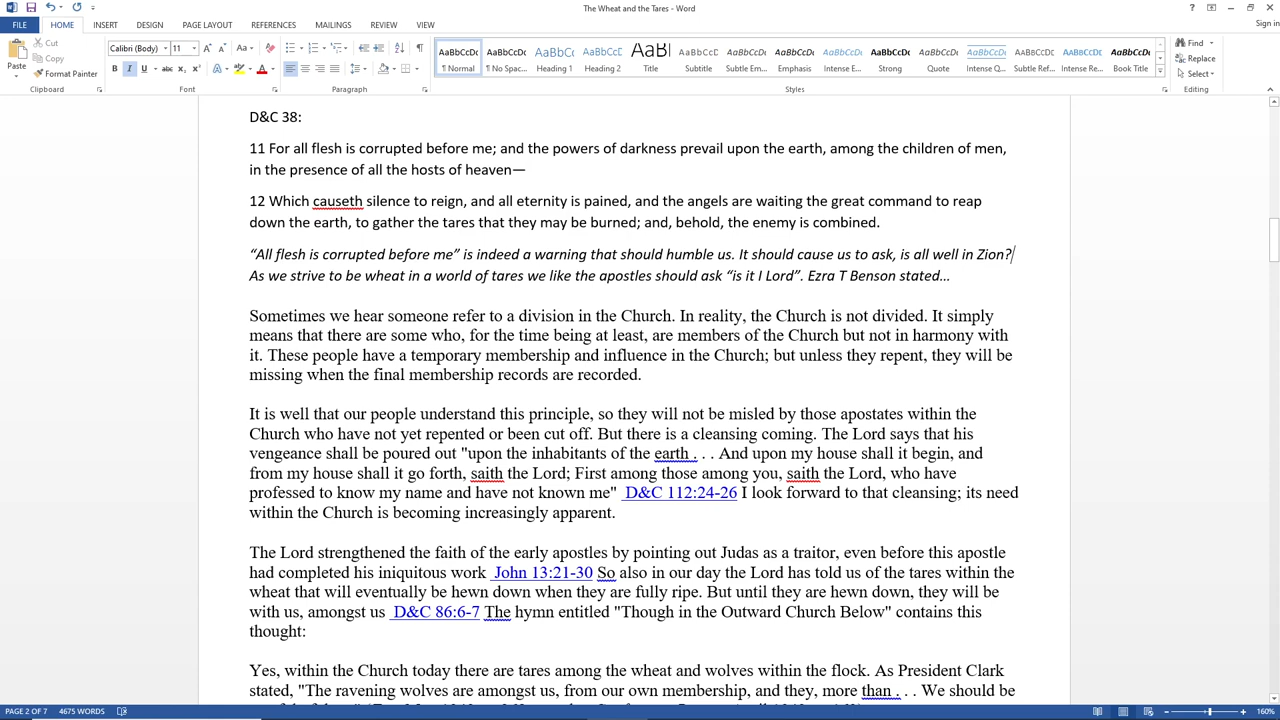 The Wheat and the Tares - Word
FILE HOME INSERT DESIGN PAGE LAYOUT REFERENCES MAILINGS REVIEW VIEW Sign in
Paste Cut Copy Format Painter
Calibri (Body) 11
AaBbCcDc AaBbCcDc AaBbCc AaBbCcDc AaBl AaBbCcDc AaBbCcDc AaBbCcDc AaBbCcDc AaBbCcDc AaBbCcDc AaBbCcDc AaBbCcDc AaBbCcDc AaBbCcDc
¶ Normal ¶ No Spac... Heading 1 Heading 2 Title Subtitle Subtle Em... Emphasis Intense E... Strong Quote Intense Q... Subtle Ref... Intense Re... Book Title
Find Replace Select
Clipboard Font Paragraph Styles Editing
D&C 38:
11 For all flesh is corrupted before me; and the powers of darkness prevail upon the earth, among the children of men,
in the presence of all the hosts of heaven—
12 Which causeth silence to reign, and all eternity is pained, and the angels are waiting the great command to reap
down the earth, to gather the tares that they may be burned; and, behold, the enemy is combined.
“All flesh is corrupted before me” is indeed a warning that should humble us. It should cause us to ask, is all well in Zion?
As we strive to be wheat in a world of tares we like the apostles should ask “is it I Lord”. Ezra T Benson stated…
Sometimes we hear someone refer to a division in the Church. In reality, the Church is not divided. It simply
means that there are some who, for the time being at least, are members of the Church but not in harmony with
it. These people have a temporary membership and influence in the Church; but unless they repent, they will be
missing when the final membership records are recorded.
It is well that our people understand this principle, so they will not be misled by those apostates within the
Church who have not yet repented or been cut off. But there is a cleansing coming. The Lord says that his
vengeance shall be poured out "upon the inhabitants of the earth . . . And upon my house shall it begin, and
from my house shall it go forth, saith the Lord; First among those among you, saith the Lord, who have
professed to know my name and have not known me" D&C 112:24-26 I look forward to that cleansing; its need
within the Church is becoming increasingly apparent.
The Lord strengthened the faith of the early apostles by pointing out Judas as a traitor, even before this apostle
had completed his iniquitous work John 13:21-30 So also in our day the Lord has told us of the tares within the
wheat that will eventually be hewn down when they are fully ripe. But until they are hewn down, they will be
with us, amongst us D&C 86:6-7 The hymn entitled "Though in the Outward Church Below" contains this
thought:
Yes, within the Church today there are tares among the wheat and wolves within the flock. As President Clark
stated, "The ravening wolves are amongst us, from our own membership, and they, more than . . . We should be
PAGE 2 OF 7 4675 WORDS 160%